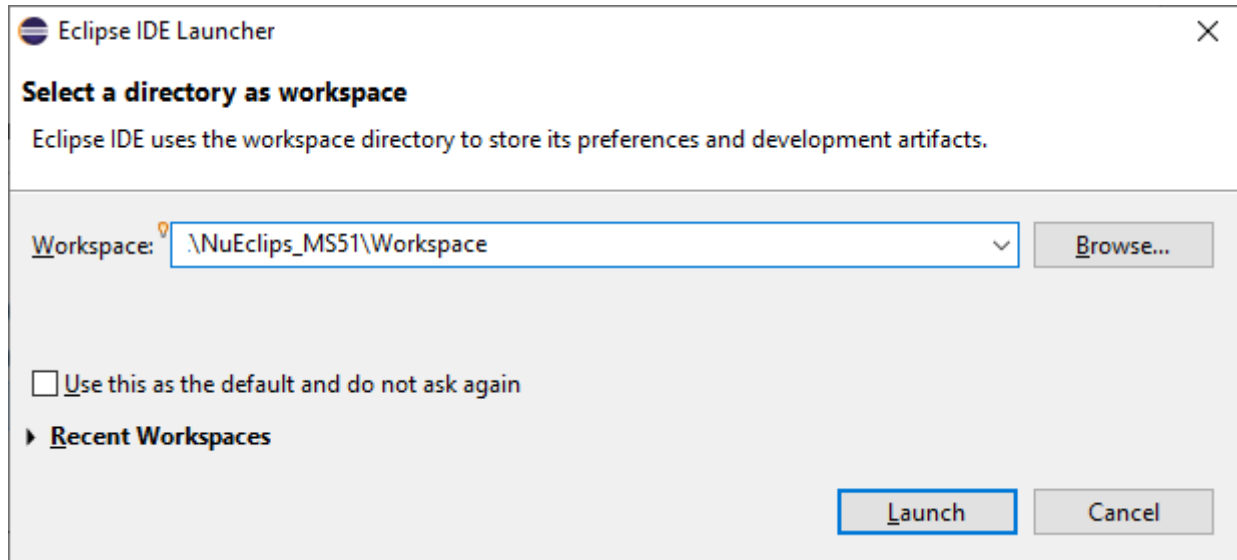 Eclipse IDE Launcher
Select a directory as workspace
Eclipse IDE uses the workspace directory to store its preferences and development artifacts.
Workspace: .\NuEclips_MS51\Workspace Browse...
Use this as the default and do not ask again
Recent Workspaces
Launch Cancel